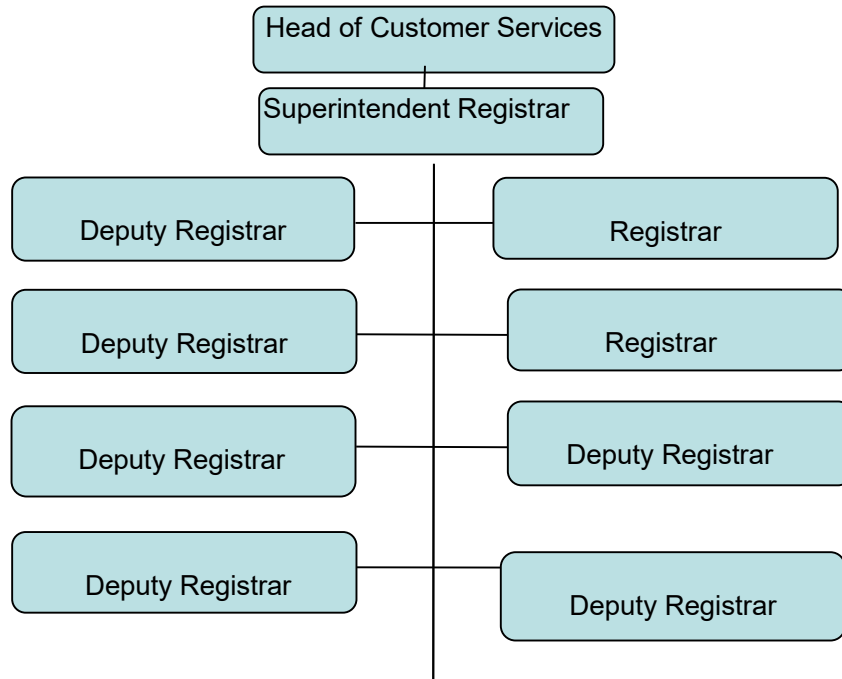 Head of Customer Services
Superintendent Registrar
Deputy Registrar
Registrar
Deputy Registrar
Registrar
Deputy Registrar
Deputy Registrar
Deputy Registrar
Deputy Registrar